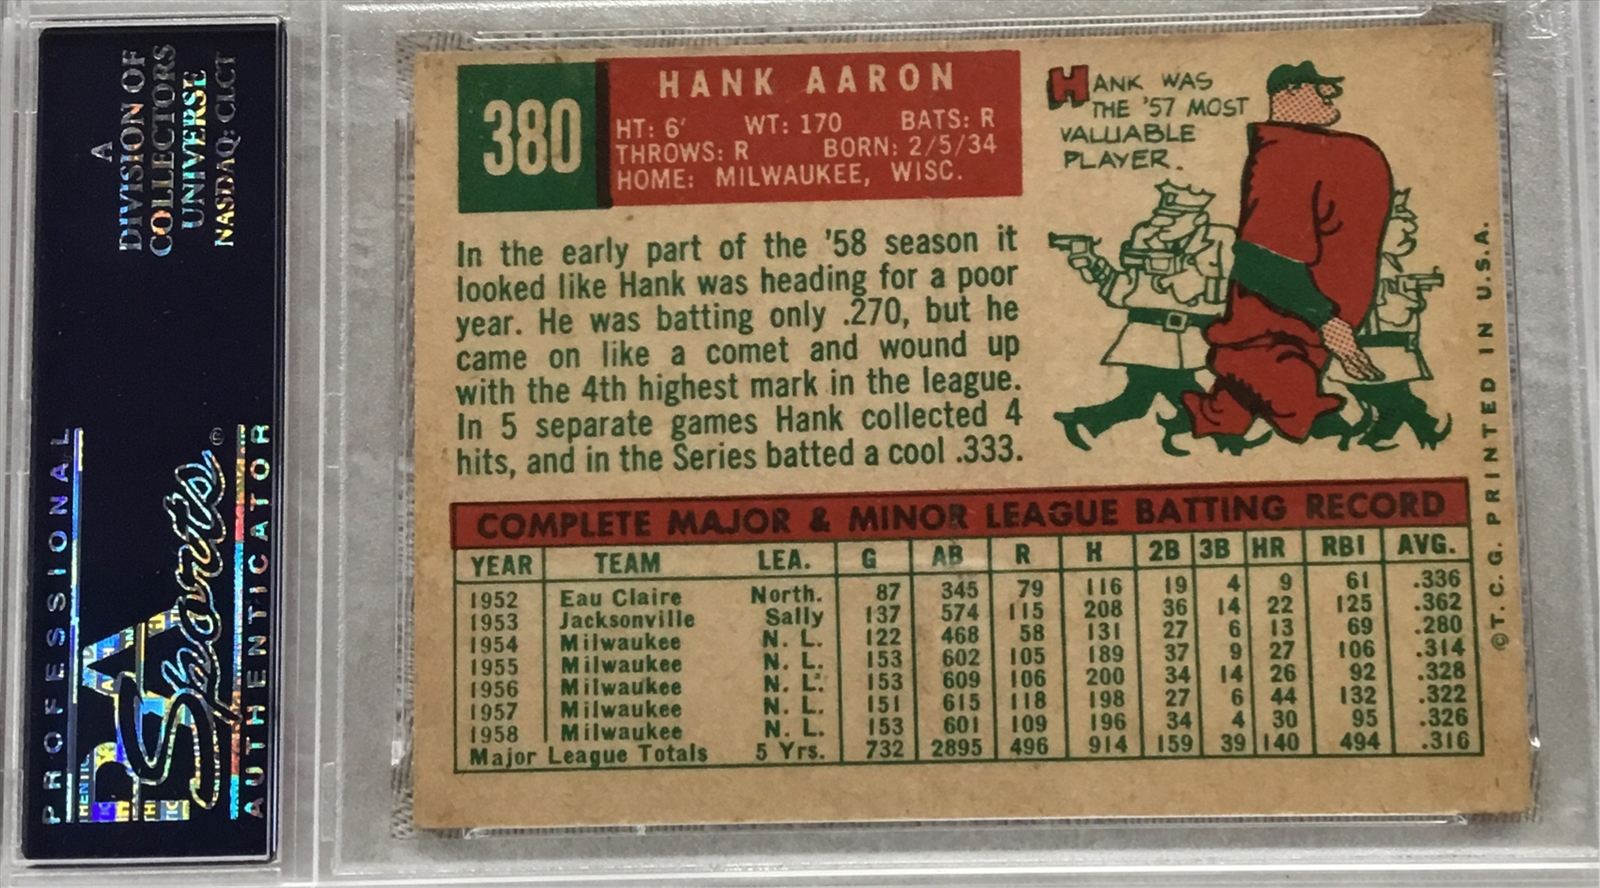 A
DIVISION OF
COLLECTORS
UNIVERSE
NASDAQ: CLCT
PROFESSIONAL
PSA
Sports®
AUTHENTICATOR
380
HANK AARON
HT: 6' WT: 170 BATS: R
THROWS: R BORN: 2/5/34
HOME: MILWAUKEE, WISC.
HANK WAS
THE '57 MOST
VALUABLE
PLAYER.
In the early part of the '58 season it
looked like Hank was heading for a poor
year. He was batting only .270, but he
came on like a comet and wound up
with the 4th highest mark in the league.
In 5 separate games Hank collected 4
hits, and in the Series batted a cool .333.
COMPLETE MAJOR & MINOR LEAGUE BATTING RECORD
YEAR TEAM LEA. G AB R H 2B 3B HR RBI AVG.
1952 Eau Claire North. 87 345 79 116 19 4 9 61 .336
1953 Jacksonville Sally 137 574 115 208 36 14 22 125 .362
1954 Milwaukee N. L. 122 468 58 131 27 6 13 69 .280
1955 Milwaukee N. L. 153 602 105 189 37 9 27 106 .314
1956 Milwaukee N. L. 153 609 106 200 34 14 26 92 .328
1957 Milwaukee N. L. 151 615 118 198 27 6 44 132 .322
1958 Milwaukee N. L. 153 601 109 196 34 4 30 95 .326
Major League Totals 5 Yrs. 732 2895 496 914 159 39 140 494 .316
©T. C. G. PRINTED IN U.S.A.